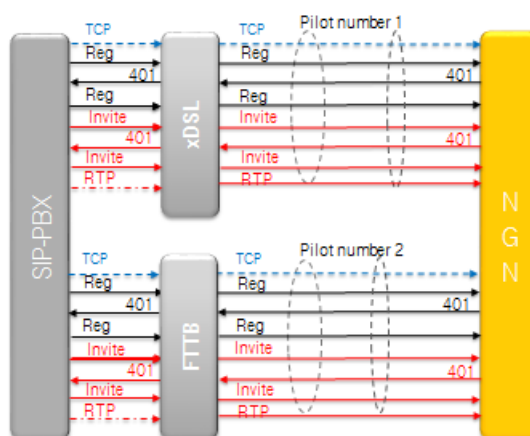 Pilot number 1
TCP TCP
Reg Reg
401 401
Reg Reg
Invite Invite
401 401
Invite Invite
RTP RTP
SIP-PBX
xDSL
NGN
Pilot number 2
TCP TCP
Reg Reg
401 401
Reg Reg
Invite Invite
401 401
Invite Invite
RTP RTP
FTTB